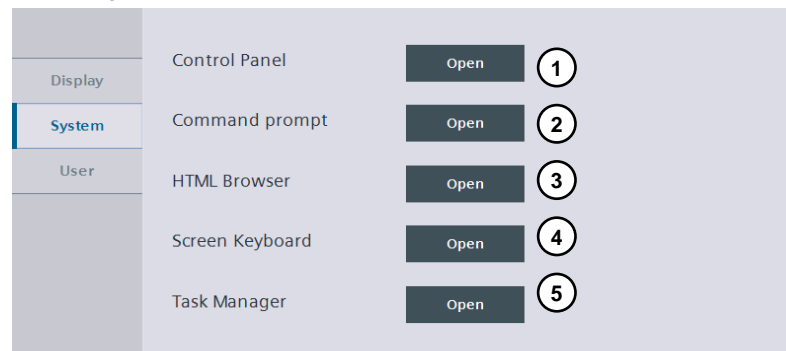 Display
System
User
Control Panel Open 1
Command prompt Open 2
HTML Browser Open 3
Screen Keyboard Open 4
Task Manager Open 5